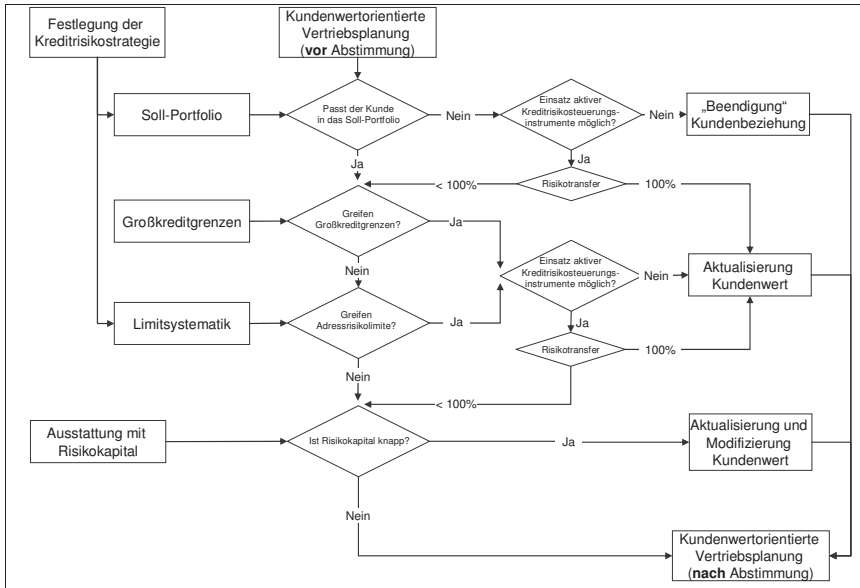 Festlegung der
Kreditrisikostrategie
Kundenwertorientierte
Vertriebsplanung
(vor Abstimmung)
Soll-Portfolio
Passt der Kunde
in das Soll-Portfolio
Nein
Einsatz aktiver
Kreditrisikosteuerungs-
instrumente möglich?
Nein
„Beendigung“
Kundenbeziehung
Ja
Ja
< 100%
Risikotransfer
100%
Großkreditgrenzen
Greifen
Großkreditgrenzen?
Ja
Einsatz aktiver
Kreditrisikosteuerungs-
instrumente möglich?
Nein
Aktualisierung
Kundenwert
Nein
Limitsystematik
Greifen
Adressrisikolimite?
Ja
Ja
Risikotransfer
100%
Nein
< 100%
Ausstattung mit
Risikokapital
Ist Risikokapital knapp?
Ja
Aktualisierung und
Modifizierung
Kundenwert
Nein
Kundenwertorientierte
Vertriebsplanung
(nach Abstimmung)